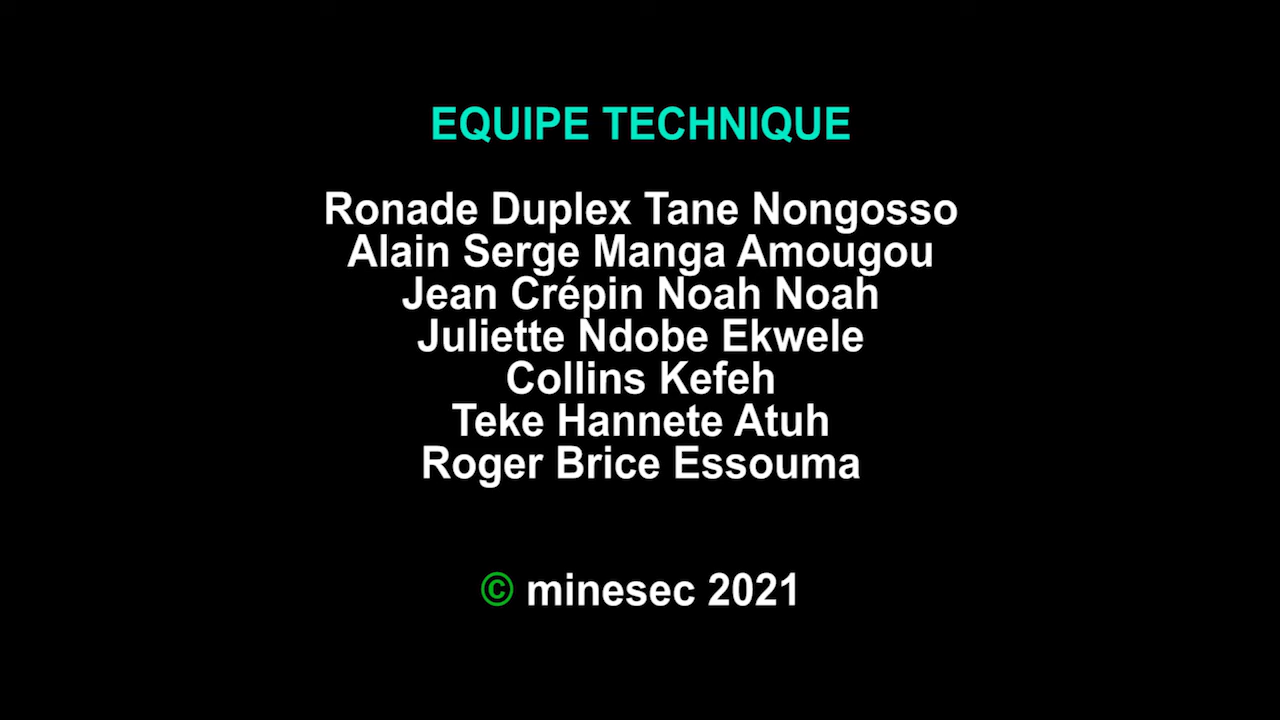 EQUIPE TECHNIQUE
Ronade Duplex Tane Nongosso
Alain Serge Manga Amougou
Jean Crépin Noah Noah
Juliette Ndobe Ekwele
Collins Kefeh
Teke Hannete Atuh
Roger Brice Essouma
© minesec 2021